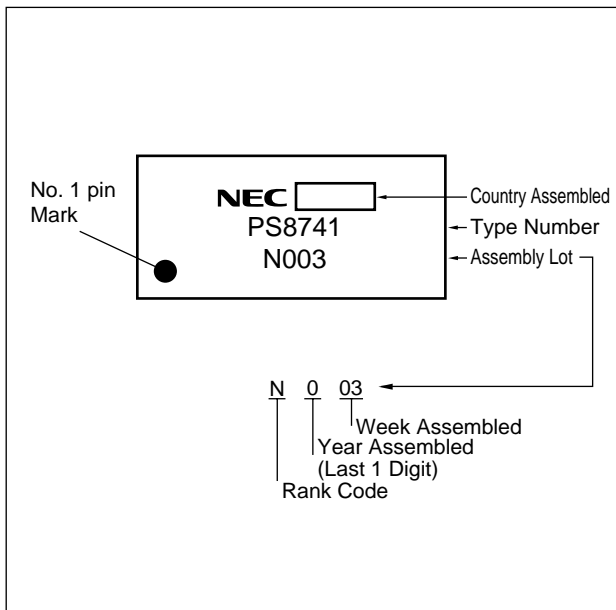 No. 1 pin
Mark
NEC
Country Assembled
PS8741
Type Number
N003
Assembly Lot
N 0 03
Week Assembled
Year Assembled
(Last 1 Digit)
Rank Code